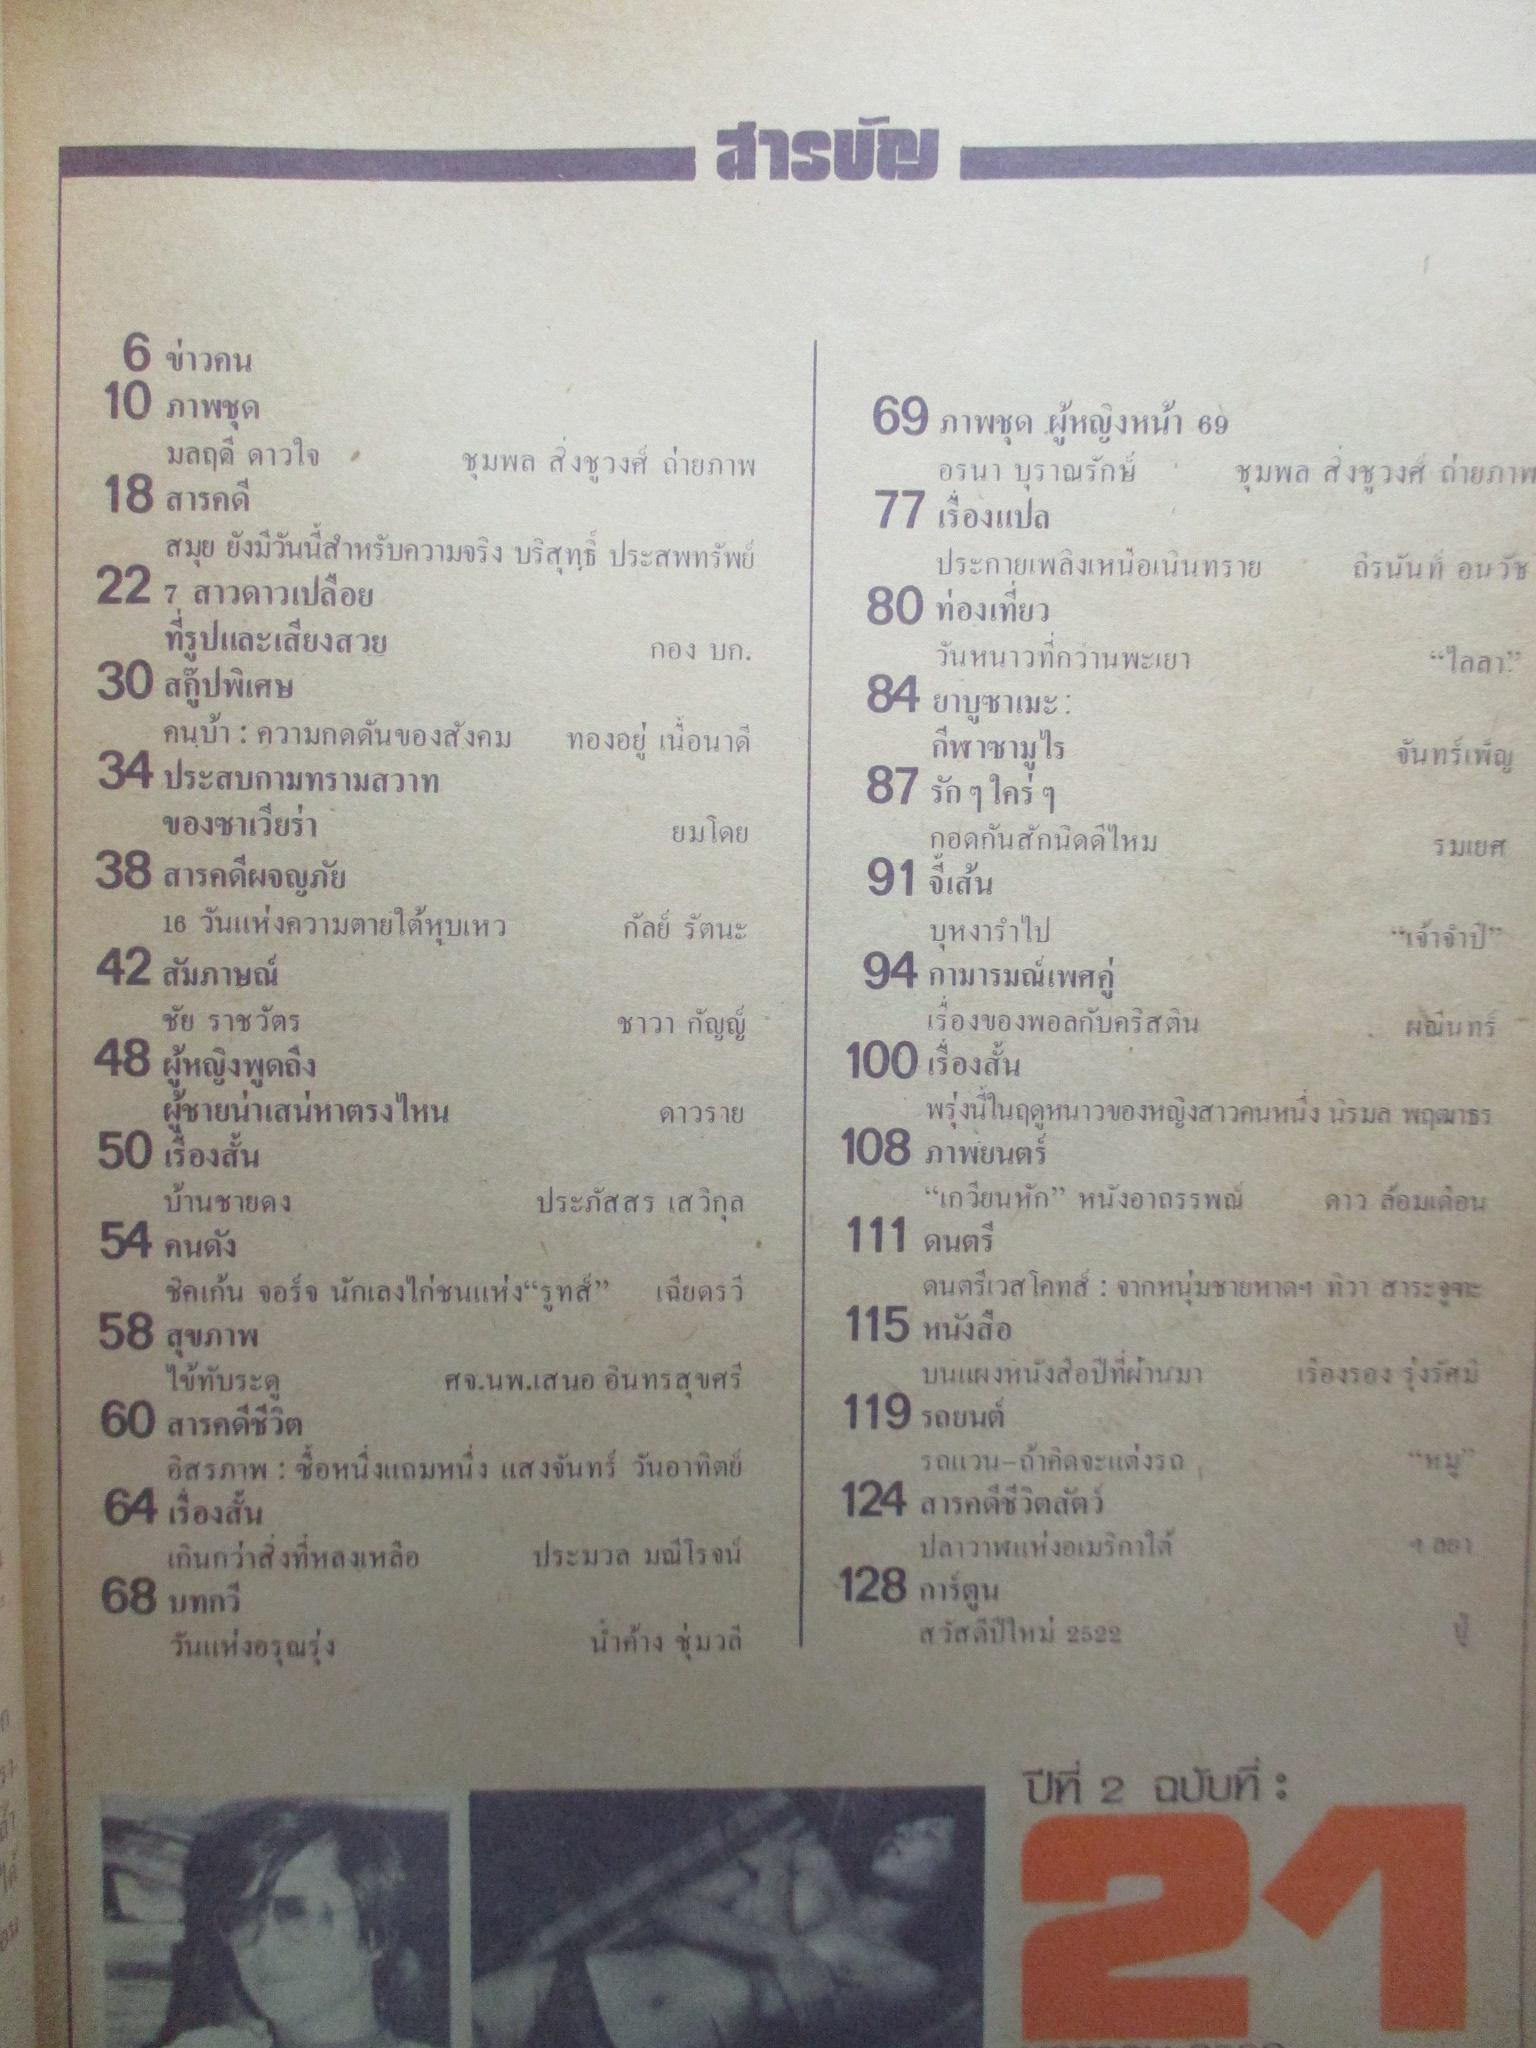 สารบัญ
6 ข่าวคน
10 ภาพชุด
มลฤดี ดาวใจ ชุมพล สิ่งชูวงศ์ ถ่ายภาพ
18 สารคดี
สมุย ยังมีวันนี้สำหรับความจริง บริสุทฺธิ์ ประสพทรัพย์
22 7 สาวดาวเปลือย
ที่รูปและเสียงสวย กอง บก.
30 สกู๊ปพิเศษ
คนบ้า : ความกดดันของสังคม ทองอยู่ เนื้อนาดี
34 ประสบกามทรามสวาท
ของซาเวียร่า ยมโดย
38 สารคดีผจญภัย
16 วันแห่งความตายใต้หุบเหว กัลย์ รัตนะ
42 สัมภาษณ์
ชัย ราชวัตร ชาวา กัญญ์
48 ผู้หญิงพูดถึง
ผู้ชายน่าเสน่หาตรงไหน ดาวราย
50 เรื่องสั้น
บ้านชายดง ประภัสสร เสวิกุล
54 คนดัง
ชิคเก้น จอร์จ นักเลงไก่ชนแห่ง“รูทส์” เฉียดรวี
58 สุขภาพ
ไข้ทับระดู ศจ.นพ.เสนอ อินทรสุขศรี
60 สารคดีชีวิต
อิสรภาพ : ซื้อหนึ่งแถมหนึ่ง แสงจันทร์ วันอาทิตย์
64 เรื่องสั้น
เกินกว่าสิ่งที่หลงเหลือ ประมวล มณีโรจน์
68 บทกวี
วันแห่งอรุณรุ่ง น้ำค้าง ชุ่มวลี
69 ภาพชุด ผู้หญิงหน้า 69
อรนา บุราณรักษ์ ชุมพล สิ่งชูวงศ์ ถ่ายภาพ
77 เรื่องแปล
ประกายเพลิงเหนือเนินทราย ถิรนันท์ อนวัช
80 ท่องเที่ยว
วันหนาวที่กว๊านพะเยา “ไลลา”
84 ยาบูซาเมะ :
กีฬาซามูไร จันทร์เพ็ญ
87 รัก ๆ ใคร่ ๆ
กอดกันสักนิดดีไหม รมเยศ
91 จี้เส้น
บุหงารำไป “เจ้าจำปี”
94 กามารมณ์เพศคู่
เรื่องของพอลกับคริสติน ผณินทร์
100 เรื่องสั้น
พรุ่งนี้ในฤดูหนาวของหญิงสาวคนหนึ่ง นิรมล พฤฒาธร
108 ภาพยนตร์
“เกวียนหัก” หนังอาถรรพณ์ ดาว ล้อมเดือน
111 ดนตรี
ดนตรีเวสโคทส์ : จากหนุ่มชายหาดฯ ทิวา สาระจูฑะ
115 หนังสือ
บนแผงหนังสือปีที่ผ่านมา เรืองรอง รุ่งรัศมี
119 รถยนต์
รถแวน–ถ้าคิดจะแต่งรถ “หมู”
124 สารคดีชีวิตสัตว์
ปลาวาฬแห่งอเมริกาใต้
128 การ์ตูน
สวัสดีปีใหม่ 2522 ปู่
ปีที่ 2 ฉบับที่ :
21